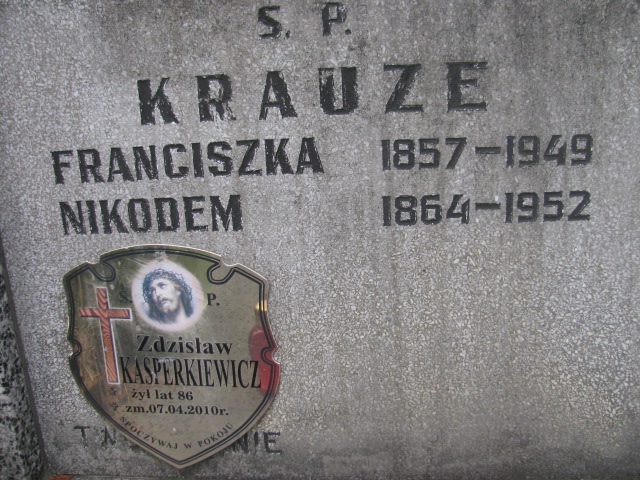 S. P.
KRAUZE
FRANCISZKA 1857-1949
NIKODEM 1864-1952
Ś. P.
Zdzisław
KASPERKIEWICZ
żył lat 86
zm.07.04.2010r.
SPOCZYWAJ W POKOJU